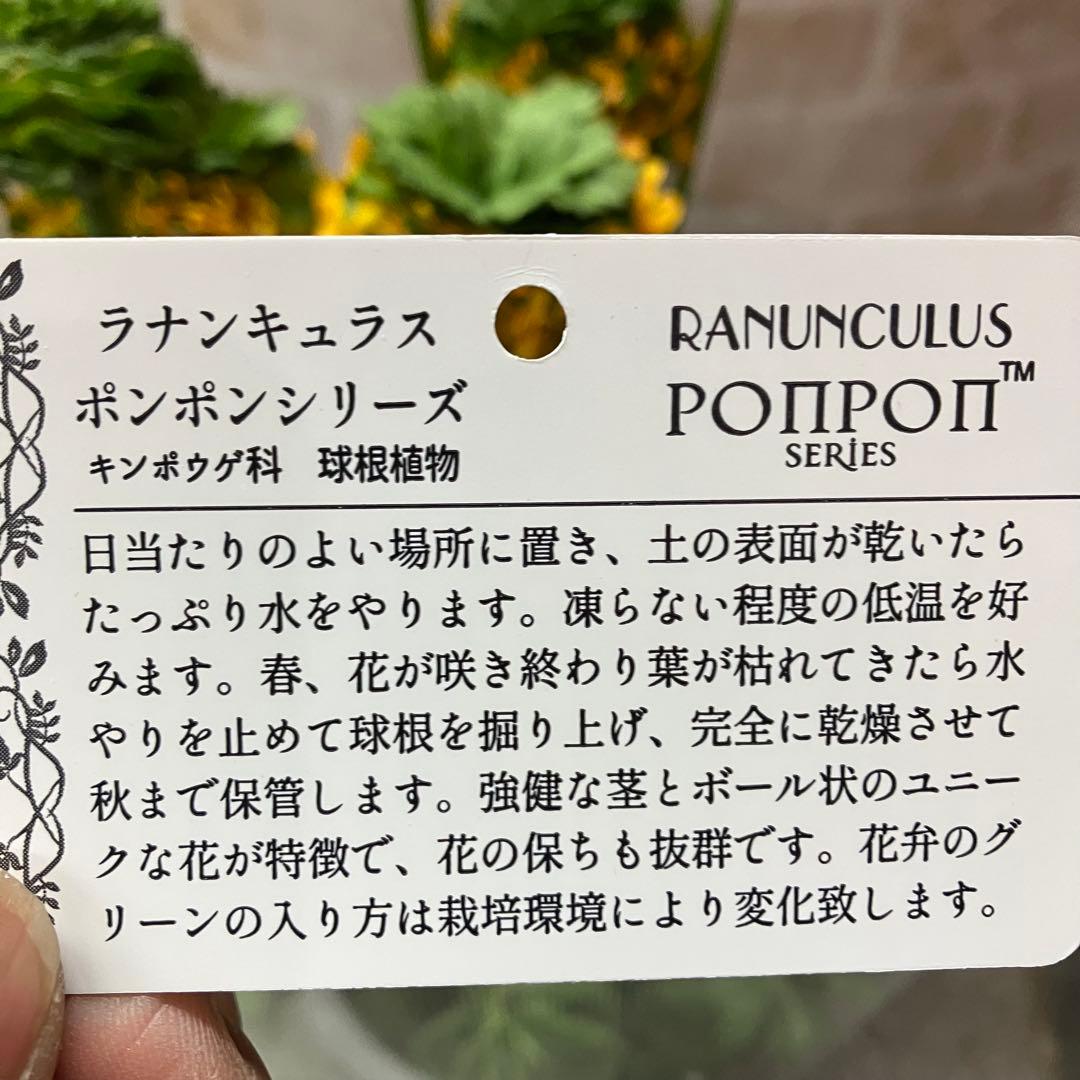 ラナンキュラス
ポンポンシリーズ
キンポウゲ科　球根植物
RANUNCULUS
PONPON™
SERIES
日当たりのよい場所に置き、土の表面が乾いたら
たっぷり水をやります。凍らない程度の低温を好
みます。春、花が咲き終わり葉が枯れてきたら水
やりを止めて球根を掘り上げ、完全に乾燥させて
秋まで保管します。強健な茎とボール状のユニー
クな花が特徴で、花の保ちも抜群です。花弁のグ
リーンの入り方は栽培環境により変化致します。